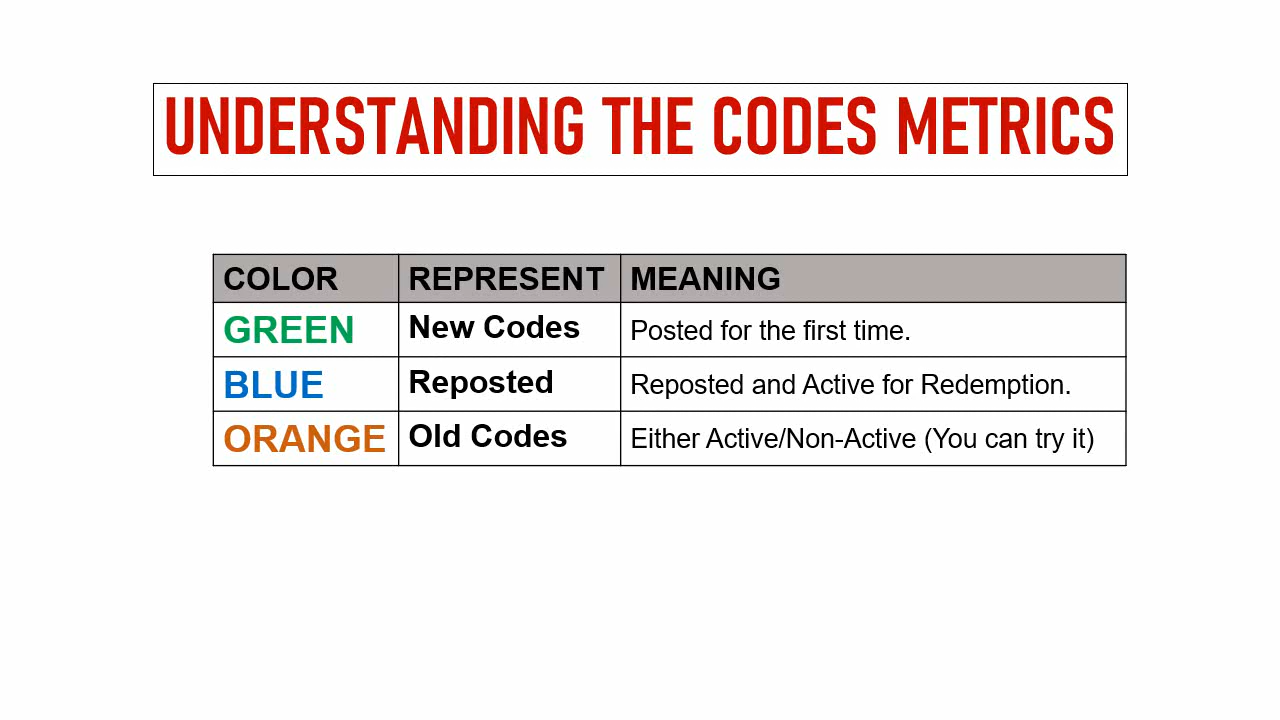 UNDERSTANDING THE CODES METRICS
COLOR REPRESENT MEANING
GREEN New Codes Posted for the first time.
BLUE Reposted Reposted and Active for Redemption.
ORANGE Old Codes Either Active/Non-Active (You can try it)